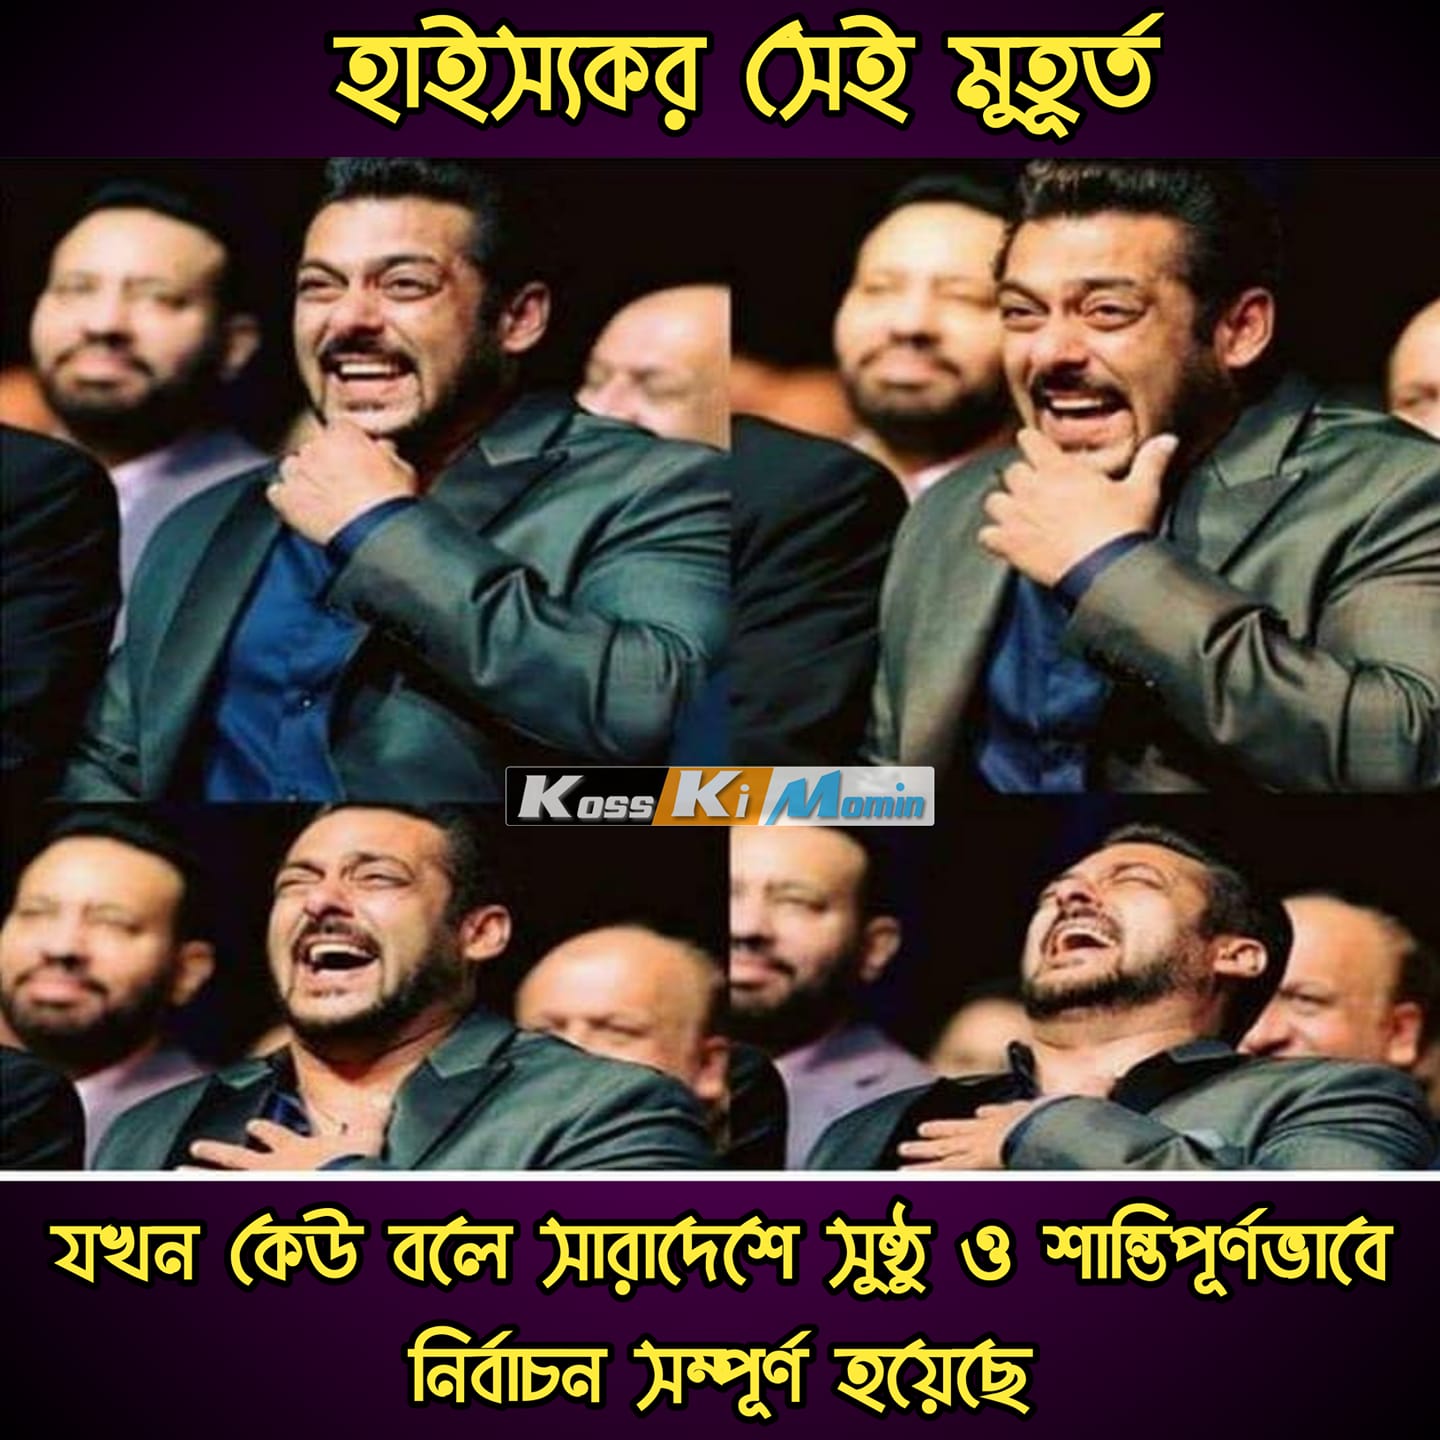 হাইস্যকর সেই মুহূর্ত
Koss Ki Momin
যখন কেউ বলে সারাদেশে সুষ্ঠু ও শান্তিপূর্ণভাবে
নির্বাচন সম্পূর্ণ হয়েছে